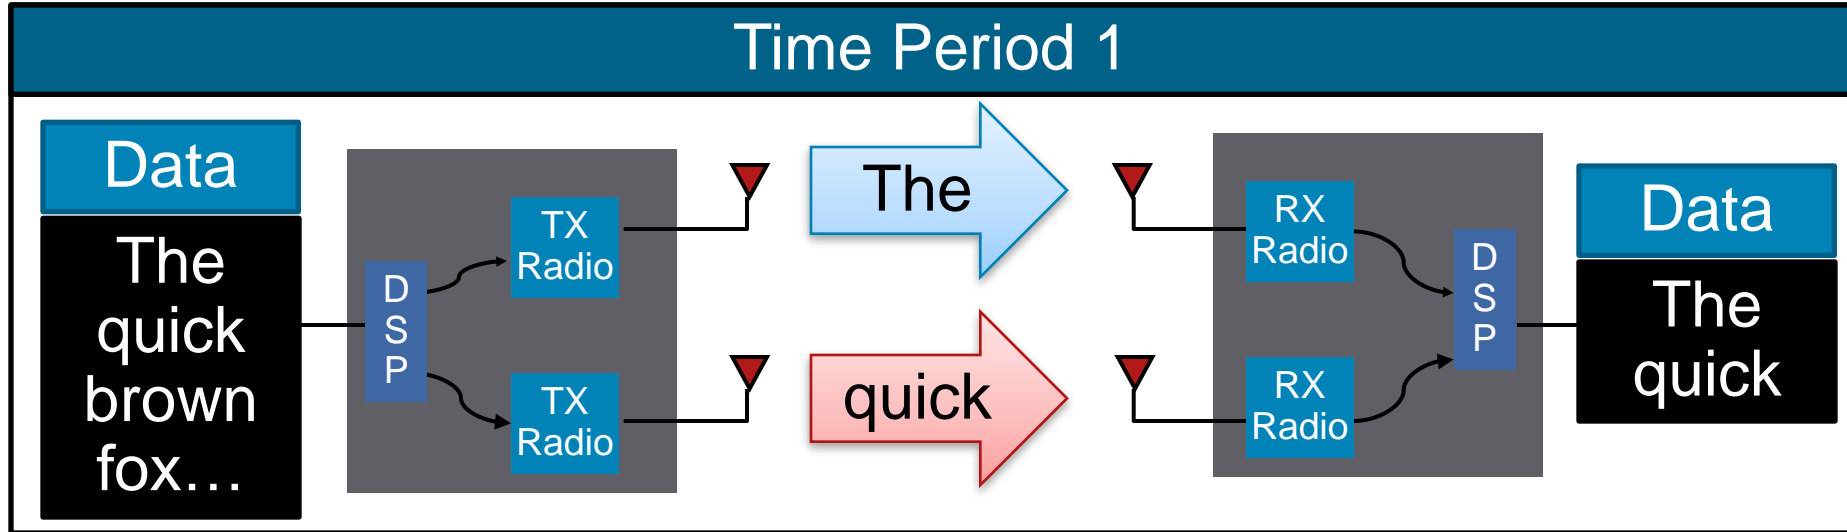 Time Period 1
Data
The
quick
brown
fox…
D
S
P
TX
Radio
TX
Radio
The
quick
RX
Radio
RX
Radio
D
S
P
Data
The
quick